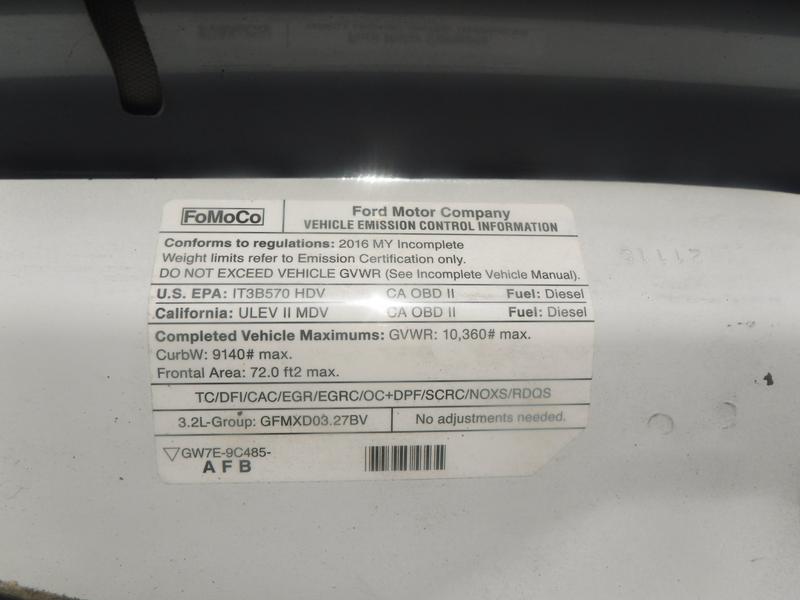 FoMoCo
Ford Motor Company
VEHICLE EMISSION CONTROL INFORMATION
Conforms to regulations: 2016 MY Incomplete
Weight limits refer to Emission Certification only.
DO NOT EXCEED VEHICLE GVWR (See Incomplete Vehicle Manual).
U.S. EPA: IT3B570 HDV CA OBD II Fuel: Diesel
California: ULEV II MDV CA OBD II Fuel: Diesel
Completed Vehicle Maximums: GVWR: 10,360# max.
CurbW: 9140# max.
Frontal Area: 72.0 ft2 max.
TC/DFI/CAC/EGR/EGRC/OC+DPF/SCRC/NOXS/RDQS
3.2L-Group: GFMXD03.27BV No adjustments needed.
GW7E-9C485-
AFB